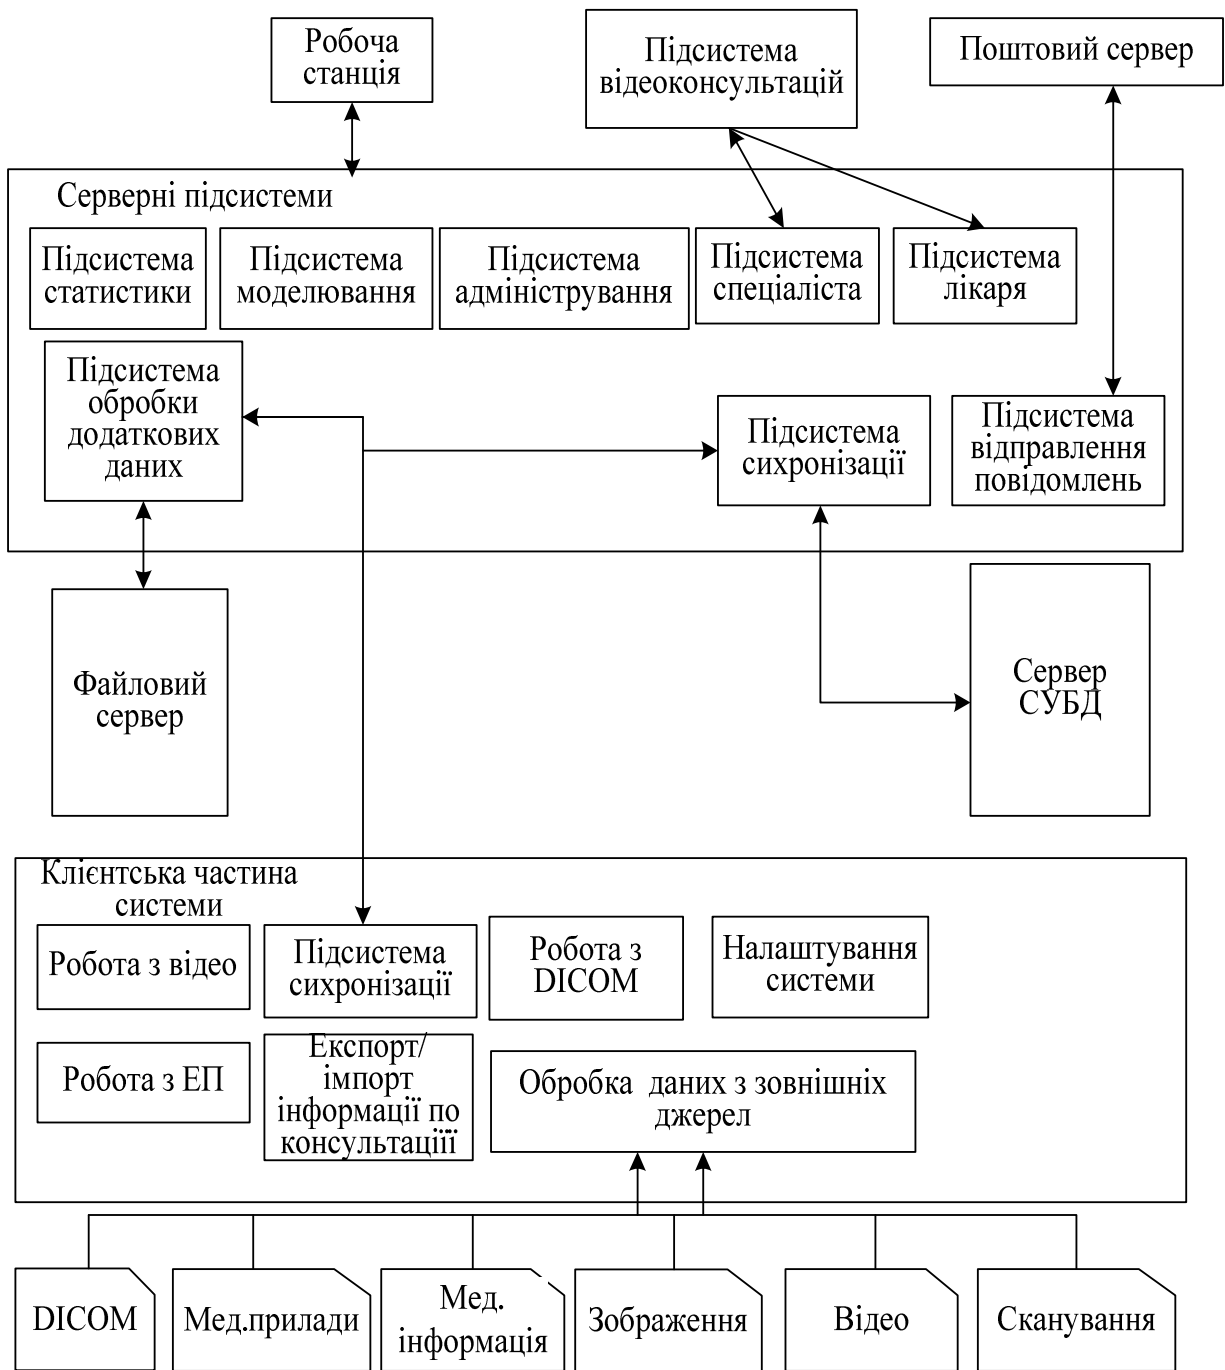 Робоча
станція
Підсистема
відеоконсультацій
Поштовий сервер
Серверні підсистеми
Підсистема
статистики
Підсистема
моделювання
Підсистема
адміністрування
Підсистема
спеціаліста
Підсистема
лікаря
Підсистема
обробки
додаткових
даних
Підсистема
сихронізації
Підсистема
відправлення
повідомлень
Файловий
сервер
Сервер
СУБД
Клієнтська частина
системи
Робота з відео
Підсистема
сихронізації
Робота з
DICOM
Налаштування
системи
Робота з ЕП
Експорт/
імпорт
інформації по
консультаціїї
Обробка даних з зовнішніх
джерел
DICOM
Мед.прилади
Мед.
інформація
Зображення
Відео
Сканування